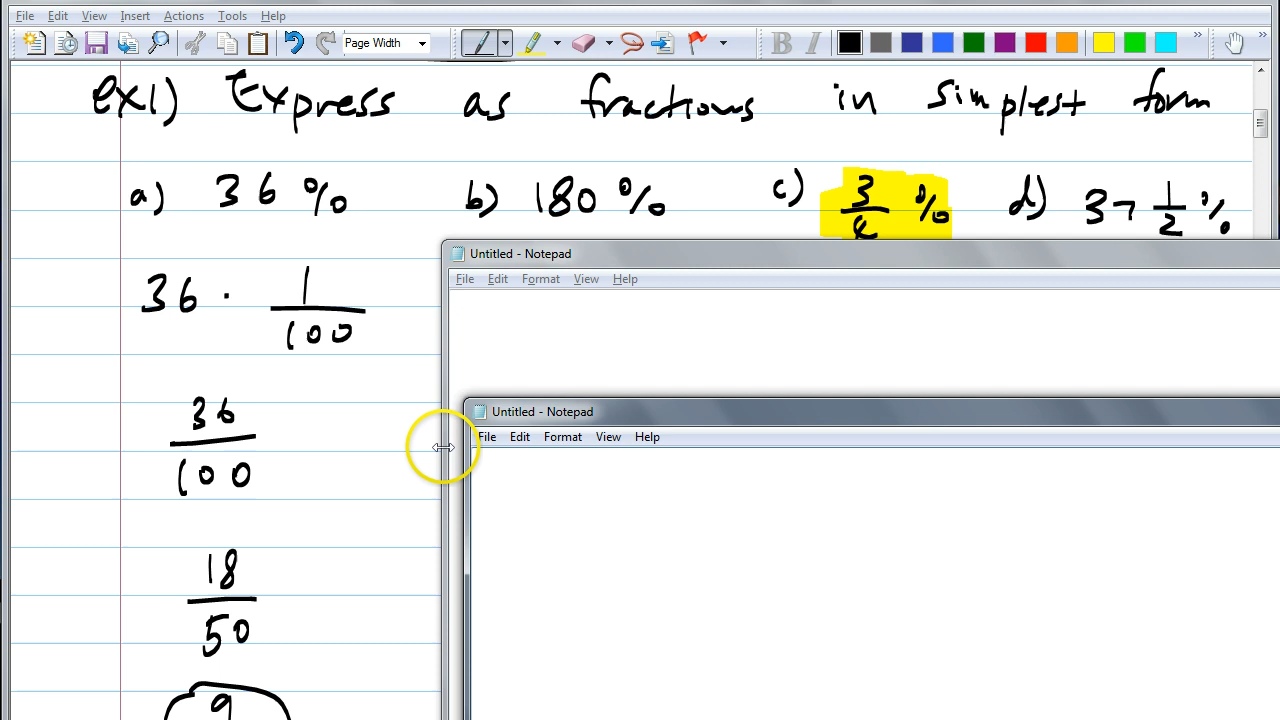 File Edit View Insert Actions Tools Help
Page Width B I
ex1) Express as fractions in simplest form
a) 36 % b) 180 % c) 3/4 % d) 37 1/2 %
Untitled - Notepad
File Edit Format View Help
36 · 1/100
Untitled - Notepad
File Edit Format View Help
36
100
18
50
9